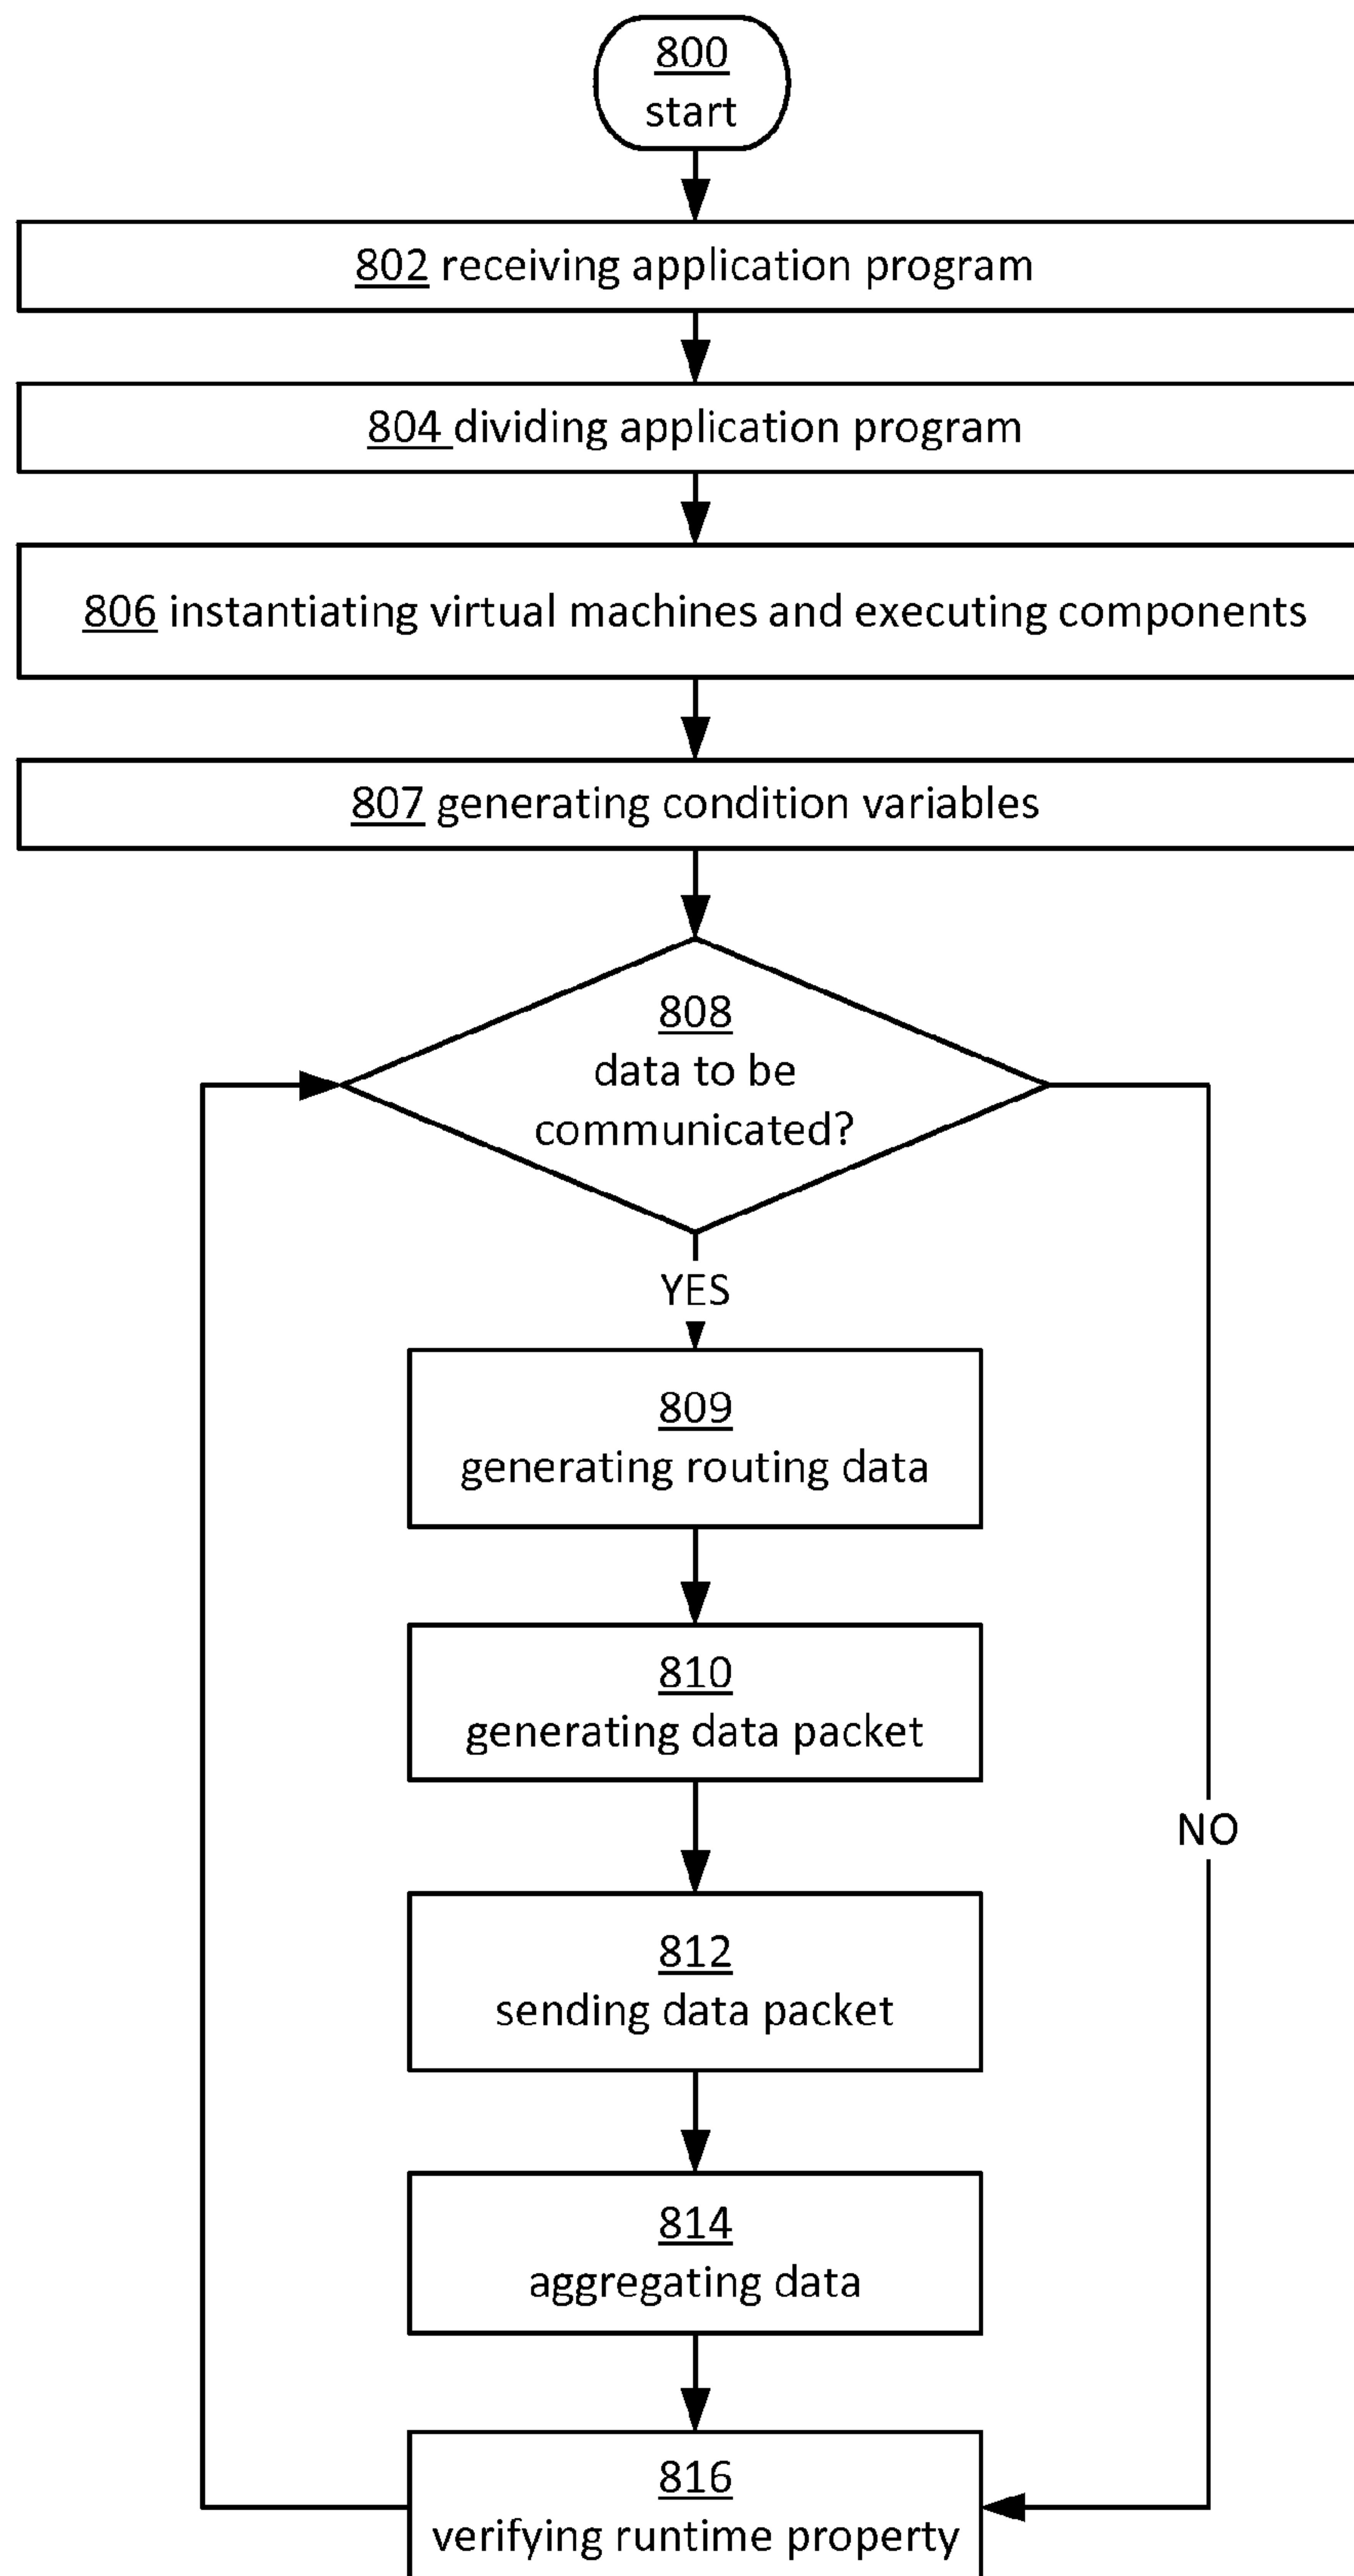 800
start
802 receiving application program
804 dividing application program
806 instantiating virtual machines and executing components
807 generating condition variables
808
data to be
communicated?
YES
809
generating routing data
810
generating data packet
NO
812
sending data packet
814
aggregating data
816
verifying runtime property